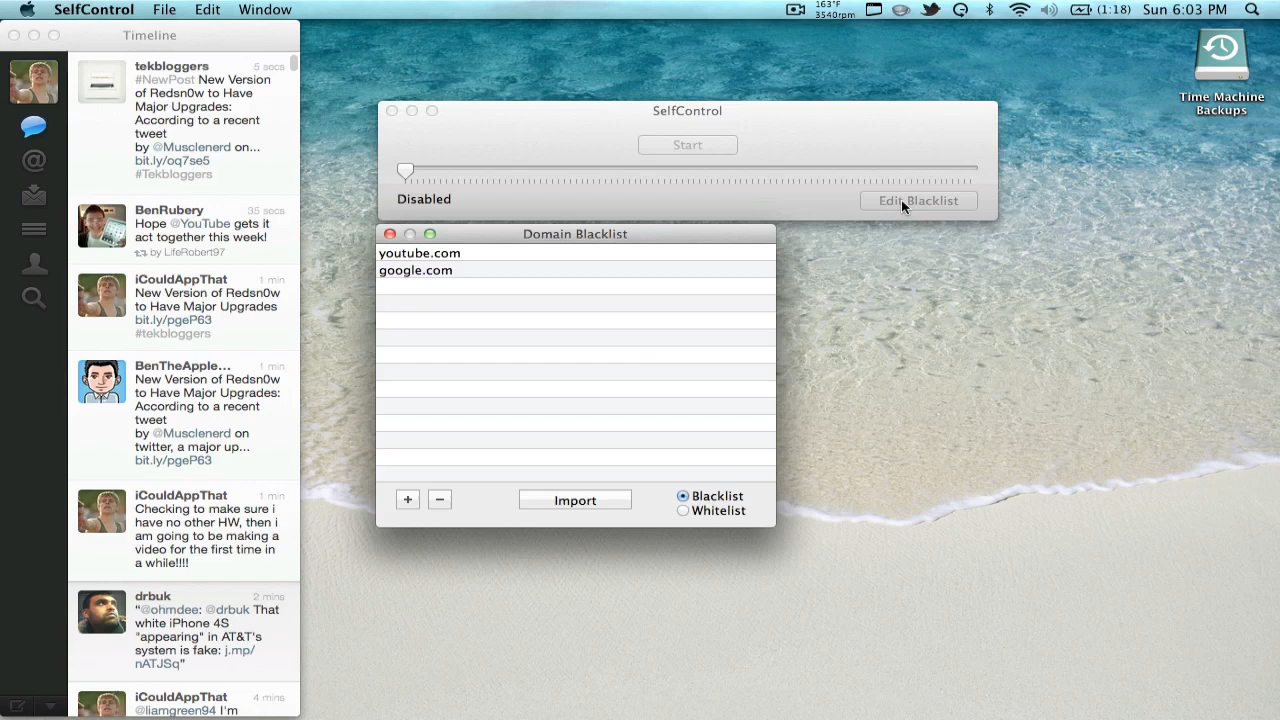 SelfControl File Edit Window
163°F
3540rpm
(1:18) Sun 6:03 PM
Timeline
tekbloggers 5 secs
#NewPost New Version
of Redsn0w to Have
Major Upgrades:
According to a recent
tweet
by @Musclenerd on...
bit.ly/oq7se5
#Tekbloggers
BenRubery 35 secs
Hope @YouTube gets it
act together this week!
by LifeRobert97
iCouldAppThat 1 min
New Version of Redsn0w
to Have Major Upgrades
bit.ly/pgeP63
#tekbloggers
BenTheApple... 1 min
New Version of Redsn0w
to Have Major Upgrades:
According to a recent
tweet
by @Musclenerd on
twitter, a major up...
bit.ly/pgeP63
iCouldAppThat 1 min
Checking to make sure i
have no other HW, then i
am going to be making a
video for the first time in
a while!!!!
drbuk 2 mins
“@ohmdee: @drbuk That
white iPhone 4S
"appearing" in AT&T's
system is fake: j.mp/
nATJSq”
iCouldAppThat 4 mins
@liamgreen94 I'm
SelfControl
Start
Disabled
Edit Blacklist
Domain Blacklist
youtube.com
google.com
+ −
Import
Blacklist
Whitelist
Time Machine
Backups